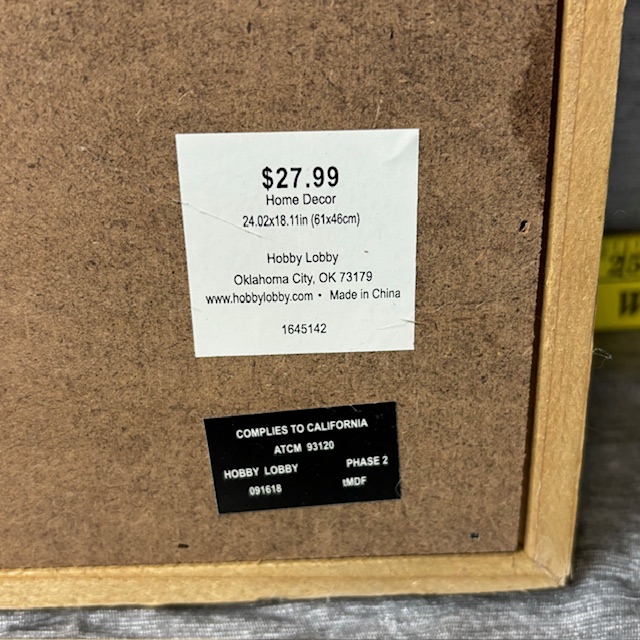 $27.99
Home Decor
24.02x18.11in (61x46cm)
Hobby Lobby
Oklahoma City, OK 73179
www.hobbylobby.com • Made in China
1645142
COMPLIES TO CALIFORNIA
ATCM 93120
HOBBY LOBBY PHASE 2
091618 tMDF
25